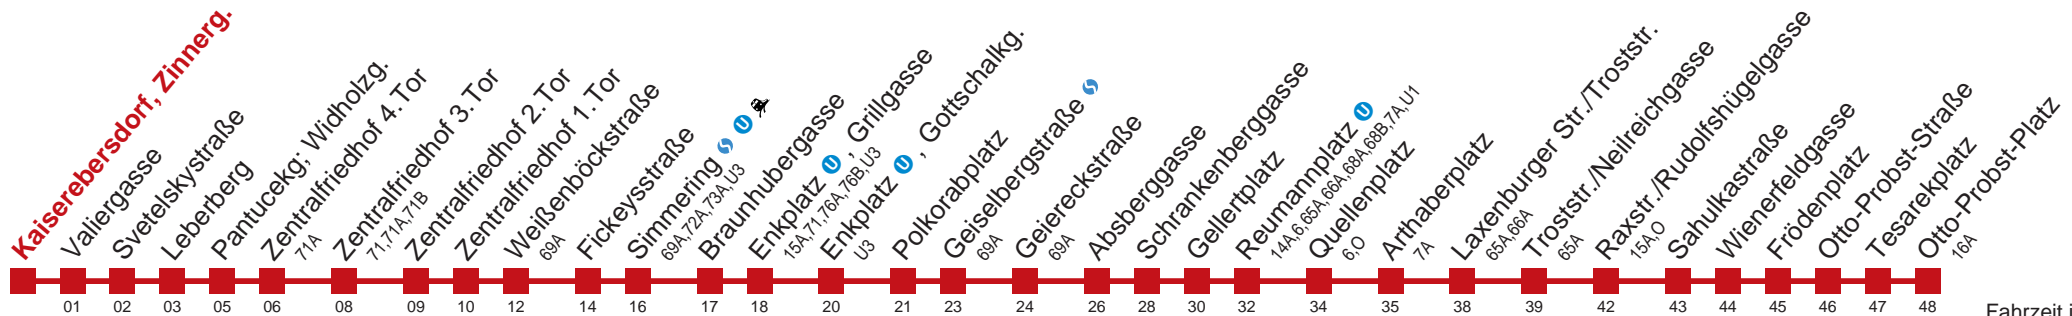 Kaiserebersdorf, Zinnerg.
Valiergasse
Svetelskystraße
Leberberg
Pantucekg; Widholzg.
Zentralfriedhof 4.Tor
71A
Zentralfriedhof 3.Tor
71,71A,71B
Zentralfriedhof 2.Tor
Zentralfriedhof 1.Tor
Weißenböckstraße
69A
Fickeysstraße
Simmering S U
69A,72A,73A,U3
Braunhubergasse
Enkplatz U , Grillgasse
15A,71,76A,76B,U3
Enkplatz U , Gottschalkg.
U3
Polkorabplatz
Geiselbergstraße S
69A
Geiereckstraße
69A
Absberggasse
Schrankenberggasse
Gellertplatz
Reumannplatz U
14A,6,65A,66A,68A,68B,7A,U1
Quellenplatz
6,O
Arthaberplatz
7A
Laxenburger Str./Troststr.
65A,66A
Troststr./Neilreichgasse
65A
Raxstr./Rudolfshügelgasse
15A,O
Sahulkastraße
Wienerfeldgasse
Frödenplatz
Otto-Probst-Straße
Tesarekplatz
Otto-Probst-Platz
16A
01 02 03 05 06 08 09 10 12 14 16 17 18 20 21 23 24 26 28 30 32 34 35 38 39 42 43 44 45 46 47 48
Fahrzeit